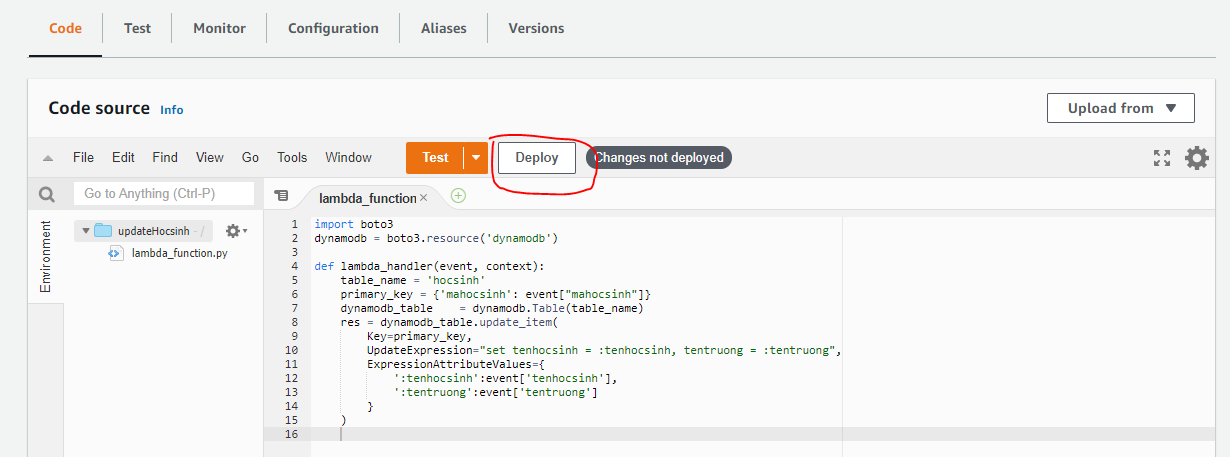 Code Test Monitor Configuration Aliases Versions
Code source Info
Upload from
File Edit Find View Go Tools Window Test Deploy Changes not deployed
Go to Anything (Ctrl-P)
lambda_function
Environment
updateHocsinh - /
lambda_function.py
1 import boto3
2 dynamodb = boto3.resource('dynamodb')
3
4 def lambda_handler(event, context):
5     table_name = 'hocsinh'
6     primary_key = {'mahocsinh': event["mahocsinh"]}
7     dynamodb_table    = dynamodb.Table(table_name)
8     res = dynamodb_table.update_item(
9         Key=primary_key,
10         UpdateExpression="set tenhocsinh = :tenhocsinh, tentruong = :tentruong",
11         ExpressionAttributeValues={
12             ':tenhocsinh':event['tenhocsinh'],
13             ':tentruong':event['tentruong']
14         }
15     )
16